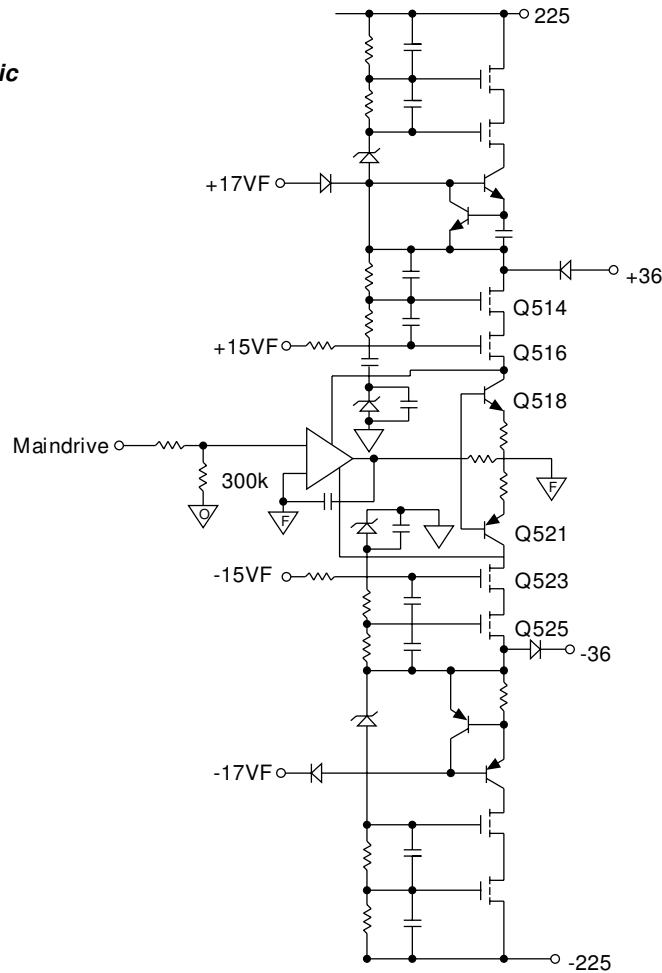 225
ic
+17VF
+36
Q514
+15VF
Q516
Q518
Maindrive
300k
F
O
F
Q521
-15VF
Q523
Q525
-36
-17VF
-225